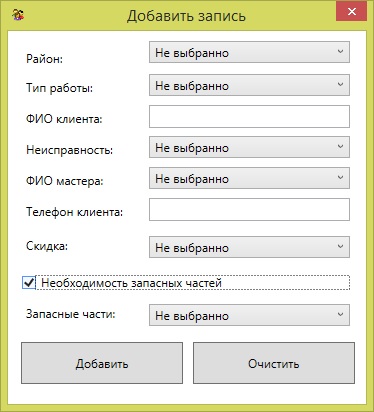 Добавить запись
Район: Не выбранно
Тип работы: Не выбранно
ФИО клиента:
Неисправность: Не выбранно
ФИО мастера: Не выбранно
Телефон клиента:
Скидка: Не выбранно
Необходимость запасных частей
Запасные части: Не выбранно
Добавить Очистить